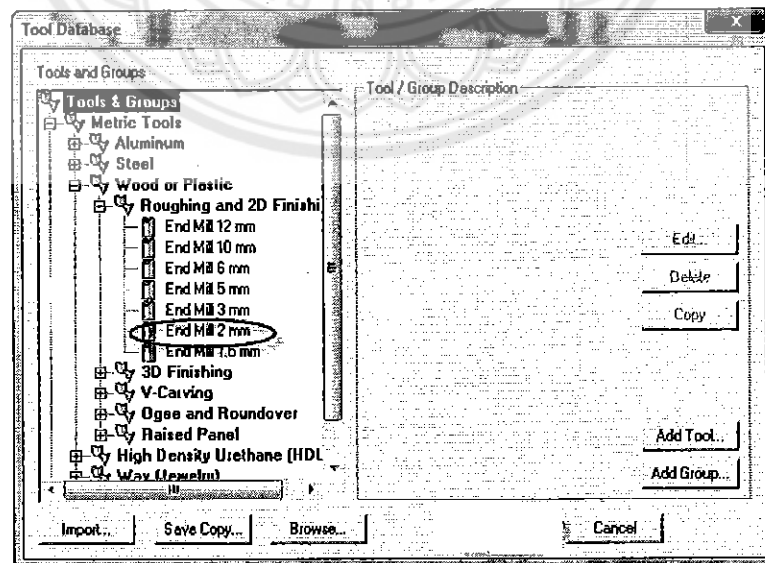 Tool Database
X
Tools and Groups
Tool / Group Description
Tools & Groups
Metric Tools
Aluminum
Steel
Wood or Plastic
Roughing and 2D Finishi
End Mill 12 mm
End Mill 10 mm
End Mill 6 mm
End Mill 5 mm
End Mill 3 mm
End Mill 2 mm
End Mill 1.6 mm
3D Finishing
V-Carving
Ogee and Roundover
Raised Panel
High Density Urethane (HDL
Wax (Jewelry)
Edit...
Delete
Copy
Add Tool...
Add Group...
Import...
Save Copy...
Browse...
Cancel